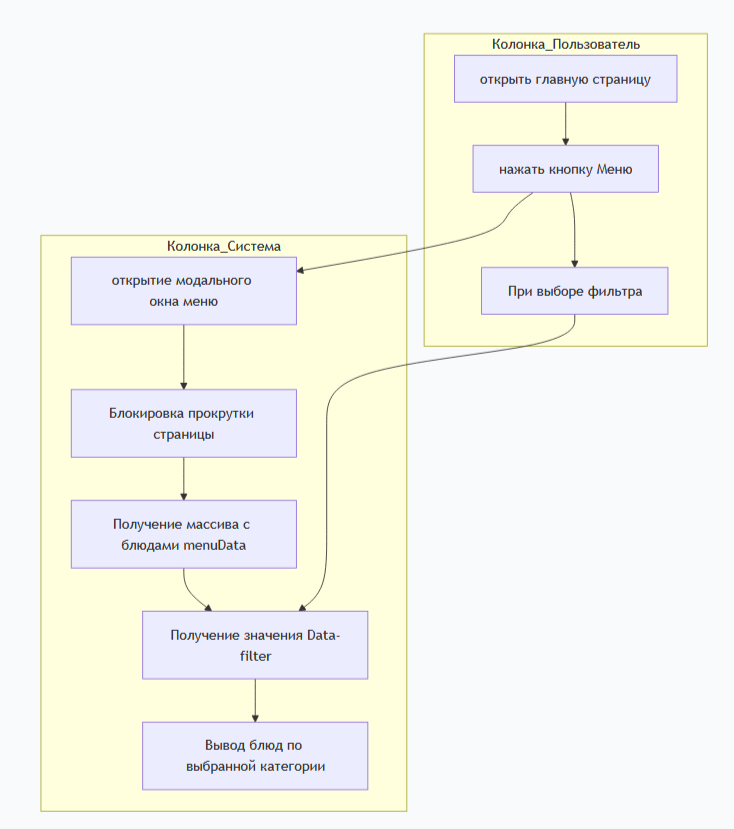 Колонка_Пользователь
открыть главную страницу
нажать кнопку Меню
При выборе фильтра
Колонка_Система
открытие модального
окна меню
Блокировка прокрутки
страницы
Получение массива с
блюдами menuData
Получение значения Data-
filter
Вывод блюд по
выбранной категории